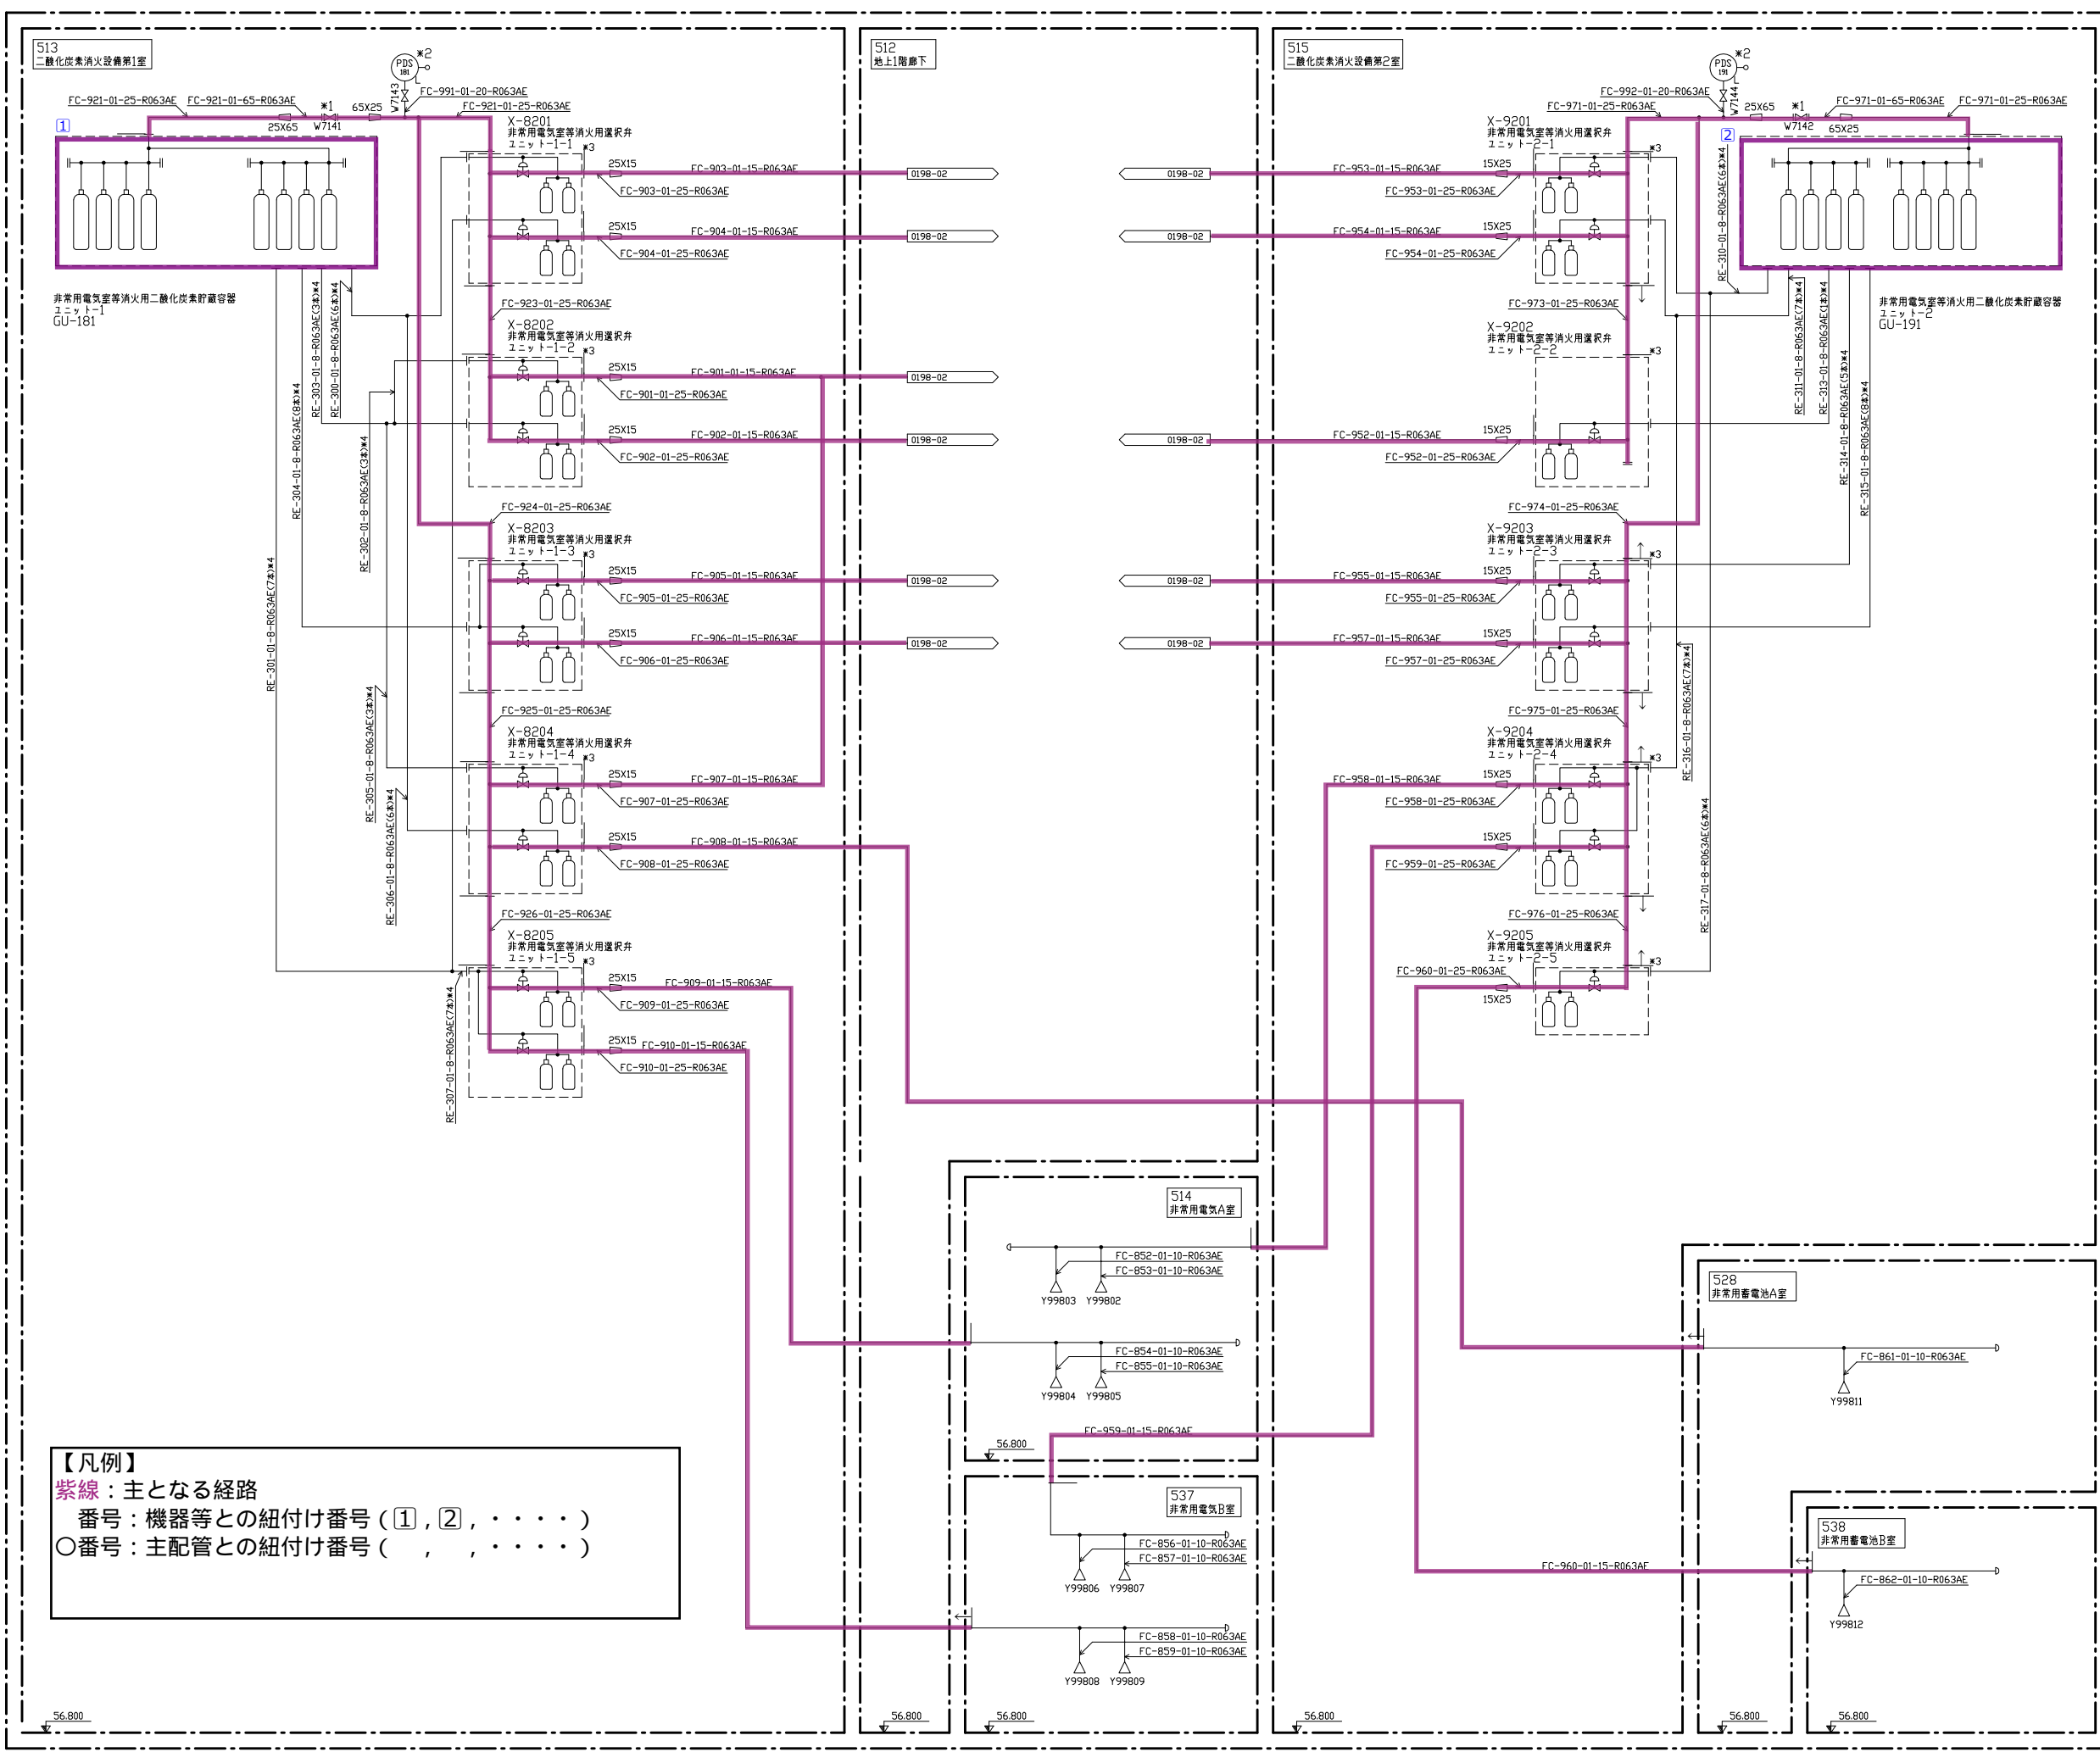 513
二酸化炭素消火設備第1室
512
地上1階廊下
515
二酸化炭素消火設備第2室
PDS
181
※2
L
W7143
FC-991-01-20-R063AE
FC-921-01-25-R063AE
FC-921-01-65-R063AE
※1
65X25
FC-921-01-25-R063AE
25X65
W7141
1
非常用電気室等消火用二酸化炭素貯蔵容器
ユニット-1
GU-181
X-8201
非常用電気室等消火用選択弁
ユニット-1-1
※3
25X15
FC-903-01-15-R063AE
FC-903-01-25-R063AE
0198-02
25X15
FC-904-01-15-R063AE
FC-904-01-25-R063AE
0198-02
FC-923-01-25-R063AE
X-8202
非常用電気室等消火用選択弁
ユニット-1-2
※3
25X15
FC-901-01-15-R063AE
FC-901-01-25-R063AE
0198-02
25X15
FC-902-01-15-R063AE
FC-902-01-25-R063AE
0198-02
FC-924-01-25-R063AE
X-8203
非常用電気室等消火用選択弁
ユニット-1-3
※3
25X15
FC-905-01-15-R063AE
FC-905-01-25-R063AE
0198-02
25X15
FC-906-01-15-R063AE
FC-906-01-25-R063AE
0198-02
FC-925-01-25-R063AE
X-8204
非常用電気室等消火用選択弁
ユニット-1-4
※3
25X15
FC-907-01-15-R063AE
FC-907-01-25-R063AE
25X15
FC-908-01-15-R063AE
FC-908-01-25-R063AE
FC-926-01-25-R063AE
X-8205
非常用電気室等消火用選択弁
ユニット-1-5
※3
25X15
FC-909-01-15-R063AE
FC-909-01-25-R063AE
25X15
FC-910-01-15-R063AE
FC-910-01-25-R063AE
RE-301-01-8-R063AE(7本)※4
RE-304-01-8-R063AE(8本)※4
RE-303-01-8-R063AE(3本)※4
RE-300-01-8-R063AE(6本)※4
RE-302-01-8-R063AE(3本)※4
RE-305-01-8-R063AE(3本)※4
RE-306-01-8-R063AE(6本)※4
RE-307-01-8-R063AE(7本)※4
PDS
191
※2
L
W7144
FC-992-01-20-R063AE
FC-971-01-25-R063AE
25X65
※1
FC-971-01-65-R063AE
FC-971-01-25-R063AE
W7142
65X25
2
非常用電気室等消火用二酸化炭素貯蔵容器
ユニット-2
GU-191
X-9201
非常用電気室等消火用選択弁
ユニット-2-1
※3
0198-02
FC-953-01-15-R063AE
15X25
FC-953-01-25-R063AE
0198-02
FC-954-01-15-R063AE
15X25
FC-954-01-25-R063AE
FC-973-01-25-R063AE
X-9202
非常用電気室等消火用選択弁
ユニット-2-2
※3
0198-02
FC-952-01-15-R063AE
15X25
FC-952-01-25-R063AE
FC-974-01-25-R063AE
X-9203
非常用電気室等消火用選択弁
ユニット-2-3
※3
0198-02
FC-955-01-15-R063AE
15X25
FC-955-01-25-R063AE
0198-02
FC-957-01-15-R063AE
15X25
FC-957-01-25-R063AE
FC-975-01-25-R063AE
X-9204
非常用電気室等消火用選択弁
ユニット-2-4
※3
FC-958-01-15-R063AE
15X25
FC-958-01-25-R063AE
15X25
FC-959-01-25-R063AE
FC-976-01-25-R063AE
X-9205
非常用電気室等消火用選択弁
ユニット-2-5
※3
FC-960-01-25-R063AE
15X25
RE-310-01-8-R063AE(6本)※4
RE-311-01-8-R063AE(7本)※4
RE-313-01-8-R063AE(1本)※4
RE-314-01-8-R063AE(5本)※4
RE-315-01-8-R063AE(8本)※4
RE-316-01-8-R063AE(7本)※4
RE-317-01-8-R063AE(6本)※4
514
非常用電気A室
FC-852-01-10-R063AE
FC-853-01-10-R063AE
Y99803
Y99802
FC-854-01-10-R063AE
FC-855-01-10-R063AE
Y99804
Y99805
FC-959-01-15-R063AE
56.800
537
非常用電気B室
FC-856-01-10-R063AE
FC-857-01-10-R063AE
Y99806
Y99807
FC-858-01-10-R063AE
FC-859-01-10-R063AE
Y99808
Y99809
528
非常用蓄電池A室
FC-861-01-10-R063AE
Y99811
538
非常用蓄電池B室
FC-960-01-15-R063AE
FC-862-01-10-R063AE
Y99812
【凡例】
紫線：主となる経路
番号：機器等との紐付け番号(1,2,・・・・)
○番号：主配管との紐付け番号( , ,・・・・)
56.800
56.800
56.800
56.800
56.800
56.800